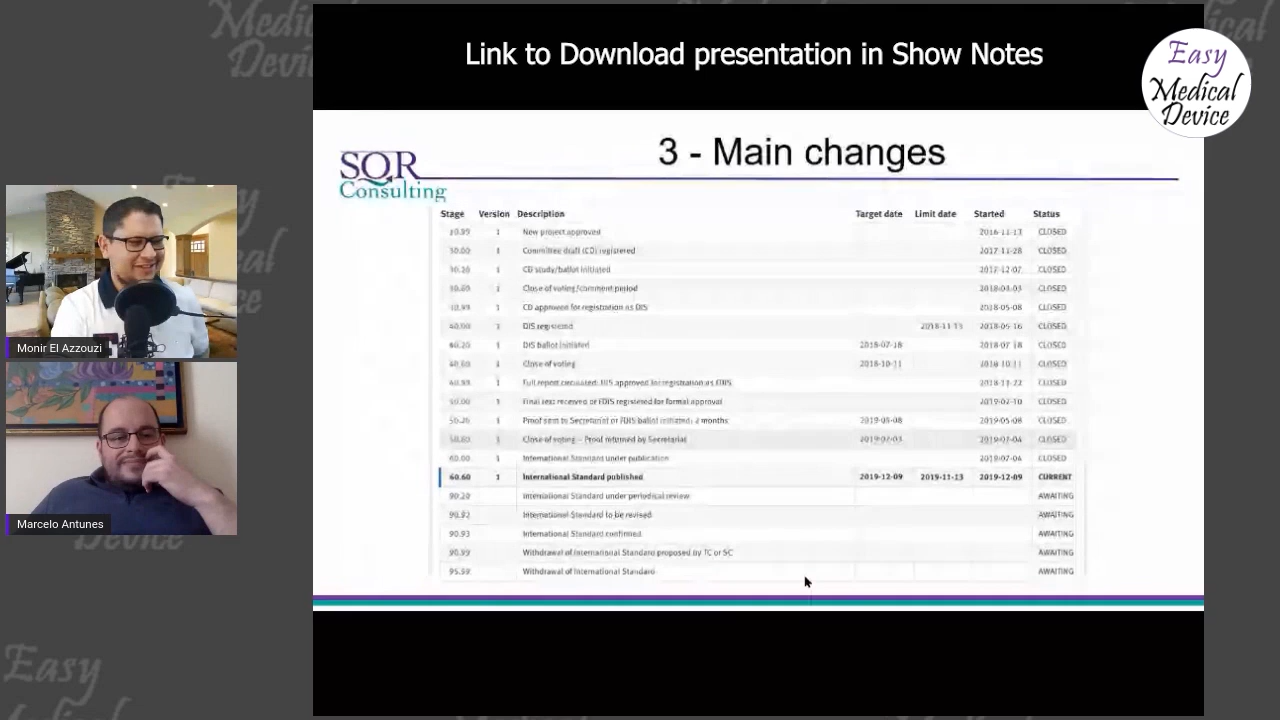 Link to Download presentation in Show Notes
Easy
Medical
Device
3 - Main changes
SQR
Consulting
Stage Version Description Target date Limit date Started Status
10.99 1 New project approved 2016-11-13 CLOSED
30.00 1 Committee draft (CD) registered 2017-11-28 CLOSED
30.20 1 CD study/ballot initiated 2017-12-07 CLOSED
30.60 1 Close of voting/comment period 2018-03-03 CLOSED
30.99 1 CD approved for registration as DIS 2018-05-08 CLOSED
40.00 1 DIS registered 2018-11-13 2018-05-16 CLOSED
40.20 1 DIS ballot initiated 2018-07-18 2018-07-18 CLOSED
40.60 1 Close of voting 2018-10-11 2018-10-11 CLOSED
40.99 1 Full report circulated: DIS approved for registration as FDIS 2018-11-22 CLOSED
50.00 1 Final text received or FDIS registered for formal approval 2019-02-10 CLOSED
50.20 1 Proof sent to Secretariat or FDIS ballot initiated: 2 months 2019-05-08 2019-05-08 CLOSED
50.60 1 Close of voting – Proof returned by Secretariat 2019-07-03 2019-07-04 CLOSED
60.00 1 International Standard under publication 2019-07-04 CLOSED
60.60 1 International Standard published 2019-12-09 2019-11-13 2019-12-09 CURRENT
90.20 International Standard under periodical review AWAITING
90.92 International Standard to be revised AWAITING
90.93 International Standard confirmed AWAITING
90.99 Withdrawal of International Standard proposed by TC or SC AWAITING
95.99 Withdrawal of International Standard AWAITING
Monir El Azzouzi
Marcelo Antunes